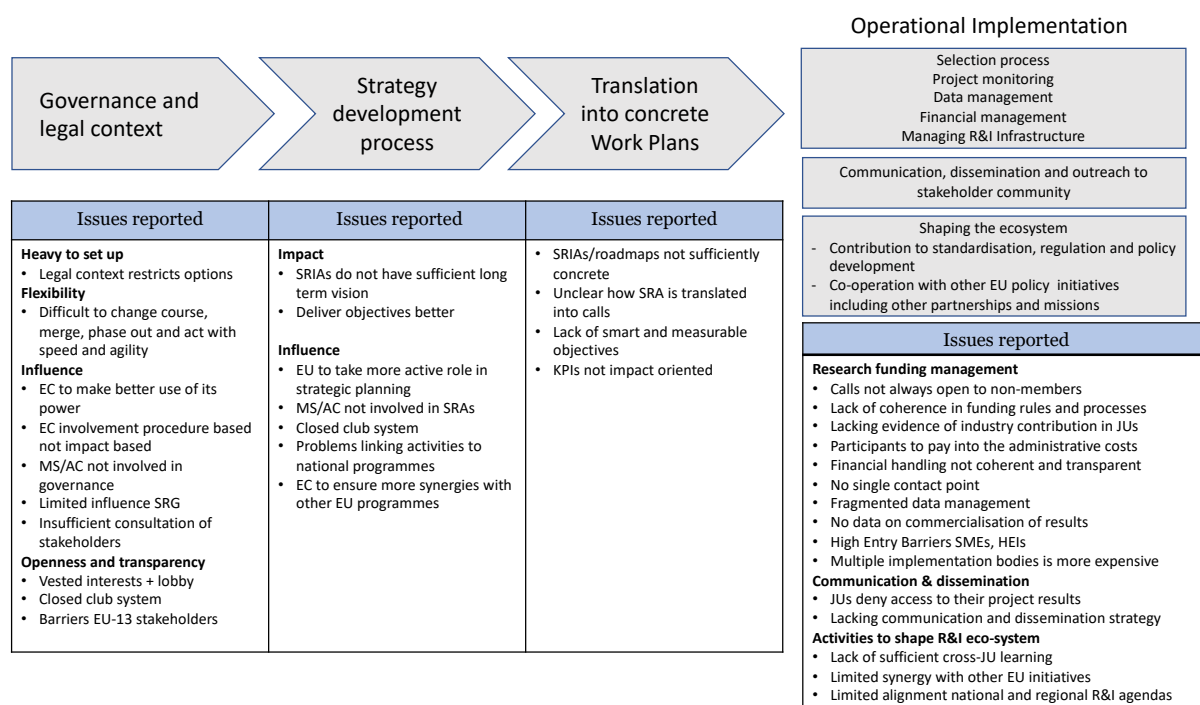 Governance and
legal context
Strategy
development
process
Translation
into concrete
Work Plans
Operational Implementation
Selection process
Project monitoring
Data management
Financial management
Managing R&I Infrastructure
Communication, dissemination and outreach to
stakeholder community
Shaping the ecosystem
- Contribution to standardisation, regulation and policy
development
- Co-operation with other EU policy initiatives
including other partnerships and missions
Issues reported
Heavy to set up
• Legal context restricts options
Flexibility
• Difficult to change course,
merge, phase out and act with
speed and agility
Influence
• EC to make better use of its
power
• EC involvement procedure based
not impact based
• MS/AC not involved in
governance
• Limited influence SRG
• Insufficient consultation of
stakeholders
Openness and transparency
• Vested interests + lobby
• Closed club system
• Barriers EU-13 stakeholders
Issues reported
Impact
• SRIAs do not have sufficient long
term vision
• Deliver objectives better
Influence
• EU to take more active role in
strategic planning
• MS/AC not involved in SRAs
• Closed club system
• Problems linking activities to
national programmes
• EC to ensure more synergies with
other EU programmes
Issues reported
• SRIAs/roadmaps not sufficiently
concrete
• Unclear how SRA is translated
into calls
• Lack of smart and measurable
objectives
• KPIs not impact oriented
Issues reported
Research funding management
• Calls not always open to non-members
• Lack of coherence in funding rules and processes
• Lacking evidence of industry contribution in JUs
• Participants to pay into the administrative costs
• Financial handling not coherent and transparent
• No single contact point
• Fragmented data management
• No data on commercialisation of results
• High Entry Barriers SMEs, HEIs
• Multiple implementation bodies is more expensive
Communication & dissemination
• JUs deny access to their project results
• Lacking communication and dissemination strategy
Activities to shape R&I eco-system
• Lack of sufficient cross-JU learning
• Limited synergy with other EU initiatives
• Limited alignment national and regional R&I agendas